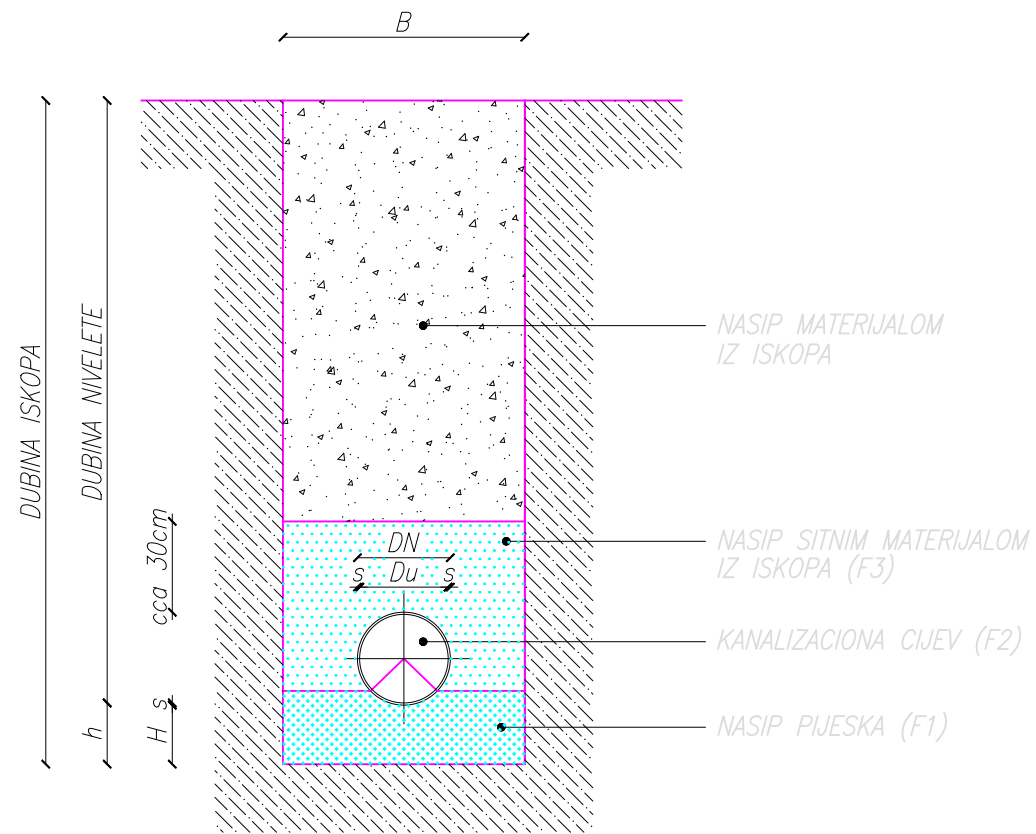 B
DUBINA ISKOPA
DUBINA NIVELETE
cca 30cm
h
H
s
DN
s
Du
s
NASIP MATERIJALOM
IZ ISKOPA
NASIP SITNIM MATERIJALOM
IZ ISKOPA (F3)
KANALIZACIONA CIJEV (F2)
NASIP PIJESKA (F1)